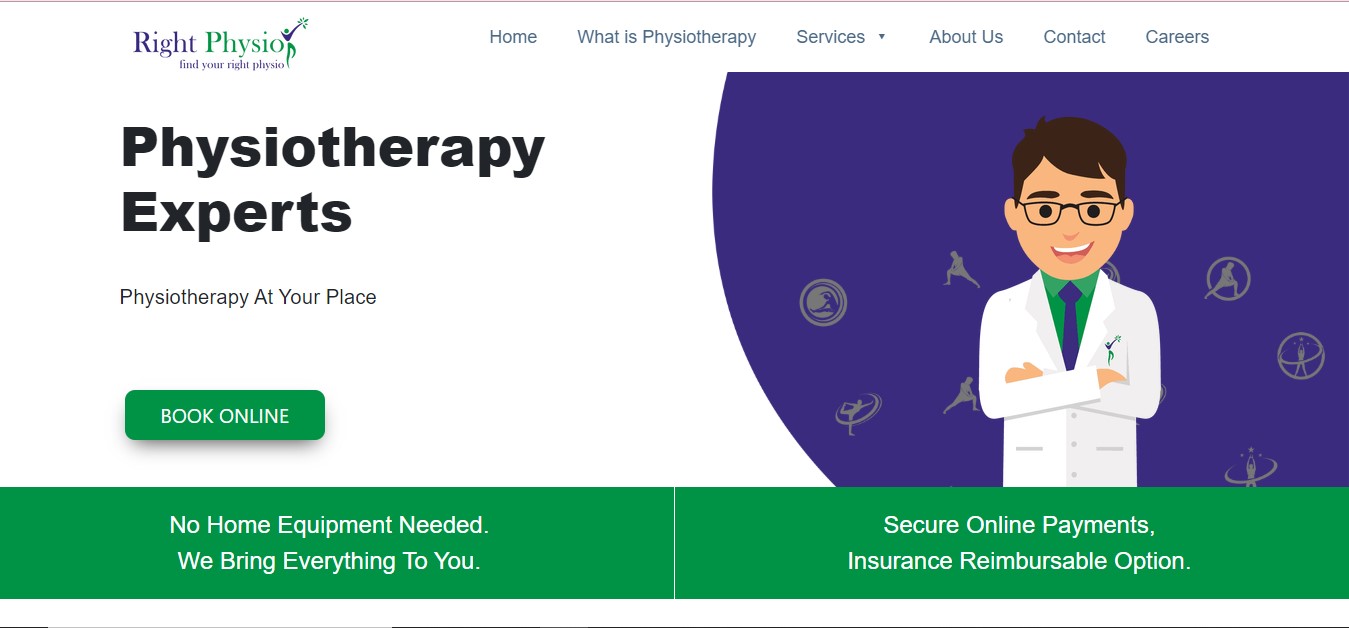 Right Physio
find your right physio
Home What is Physiotherapy Services ▼ About Us Contact Careers
Physiotherapy
Experts
Physiotherapy At Your Place
BOOK ONLINE
No Home Equipment Needed.
We Bring Everything To You.
Secure Online Payments,
Insurance Reimbursable Option.